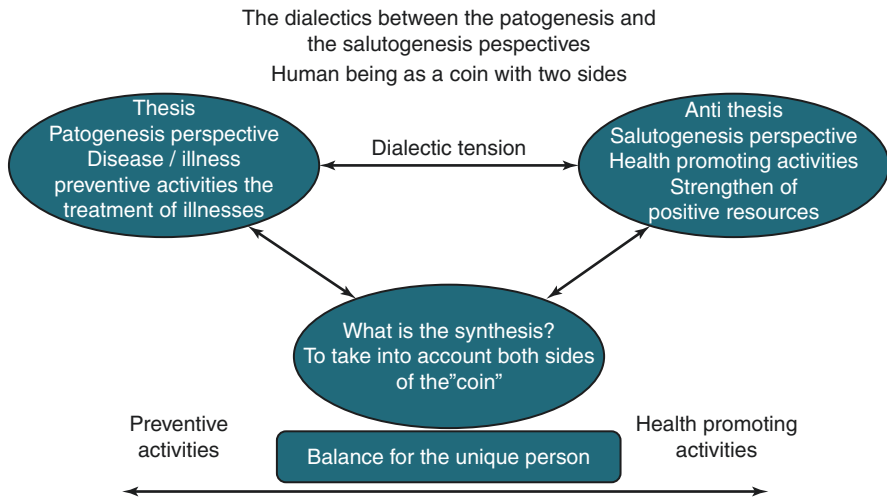 The dialectics between the patogenesis and
the salutogenesis pespectives
Human being as a coin with two sides
Thesis
Patogenesis perspective
Disease / illness
preventive activities the
treatment of illnesses
Dialectic tension
Anti thesis
Salutogenesis perspective
Health promoting activities
Strengthen of
positive resources
What is the synthesis?
To take into account both sides
of the"coin"
Preventive
activities
Balance for the unique person
Health promoting
activities